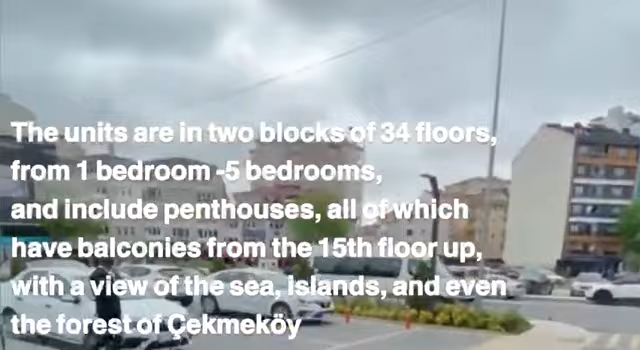 The units are in two blocks of 34 floors,
from 1 bedroom -5 bedrooms,
and include penthouses, all of which
have balconies from the 15th floor up,
with a view of the sea, islands, and even
the forest of Çekmeköy